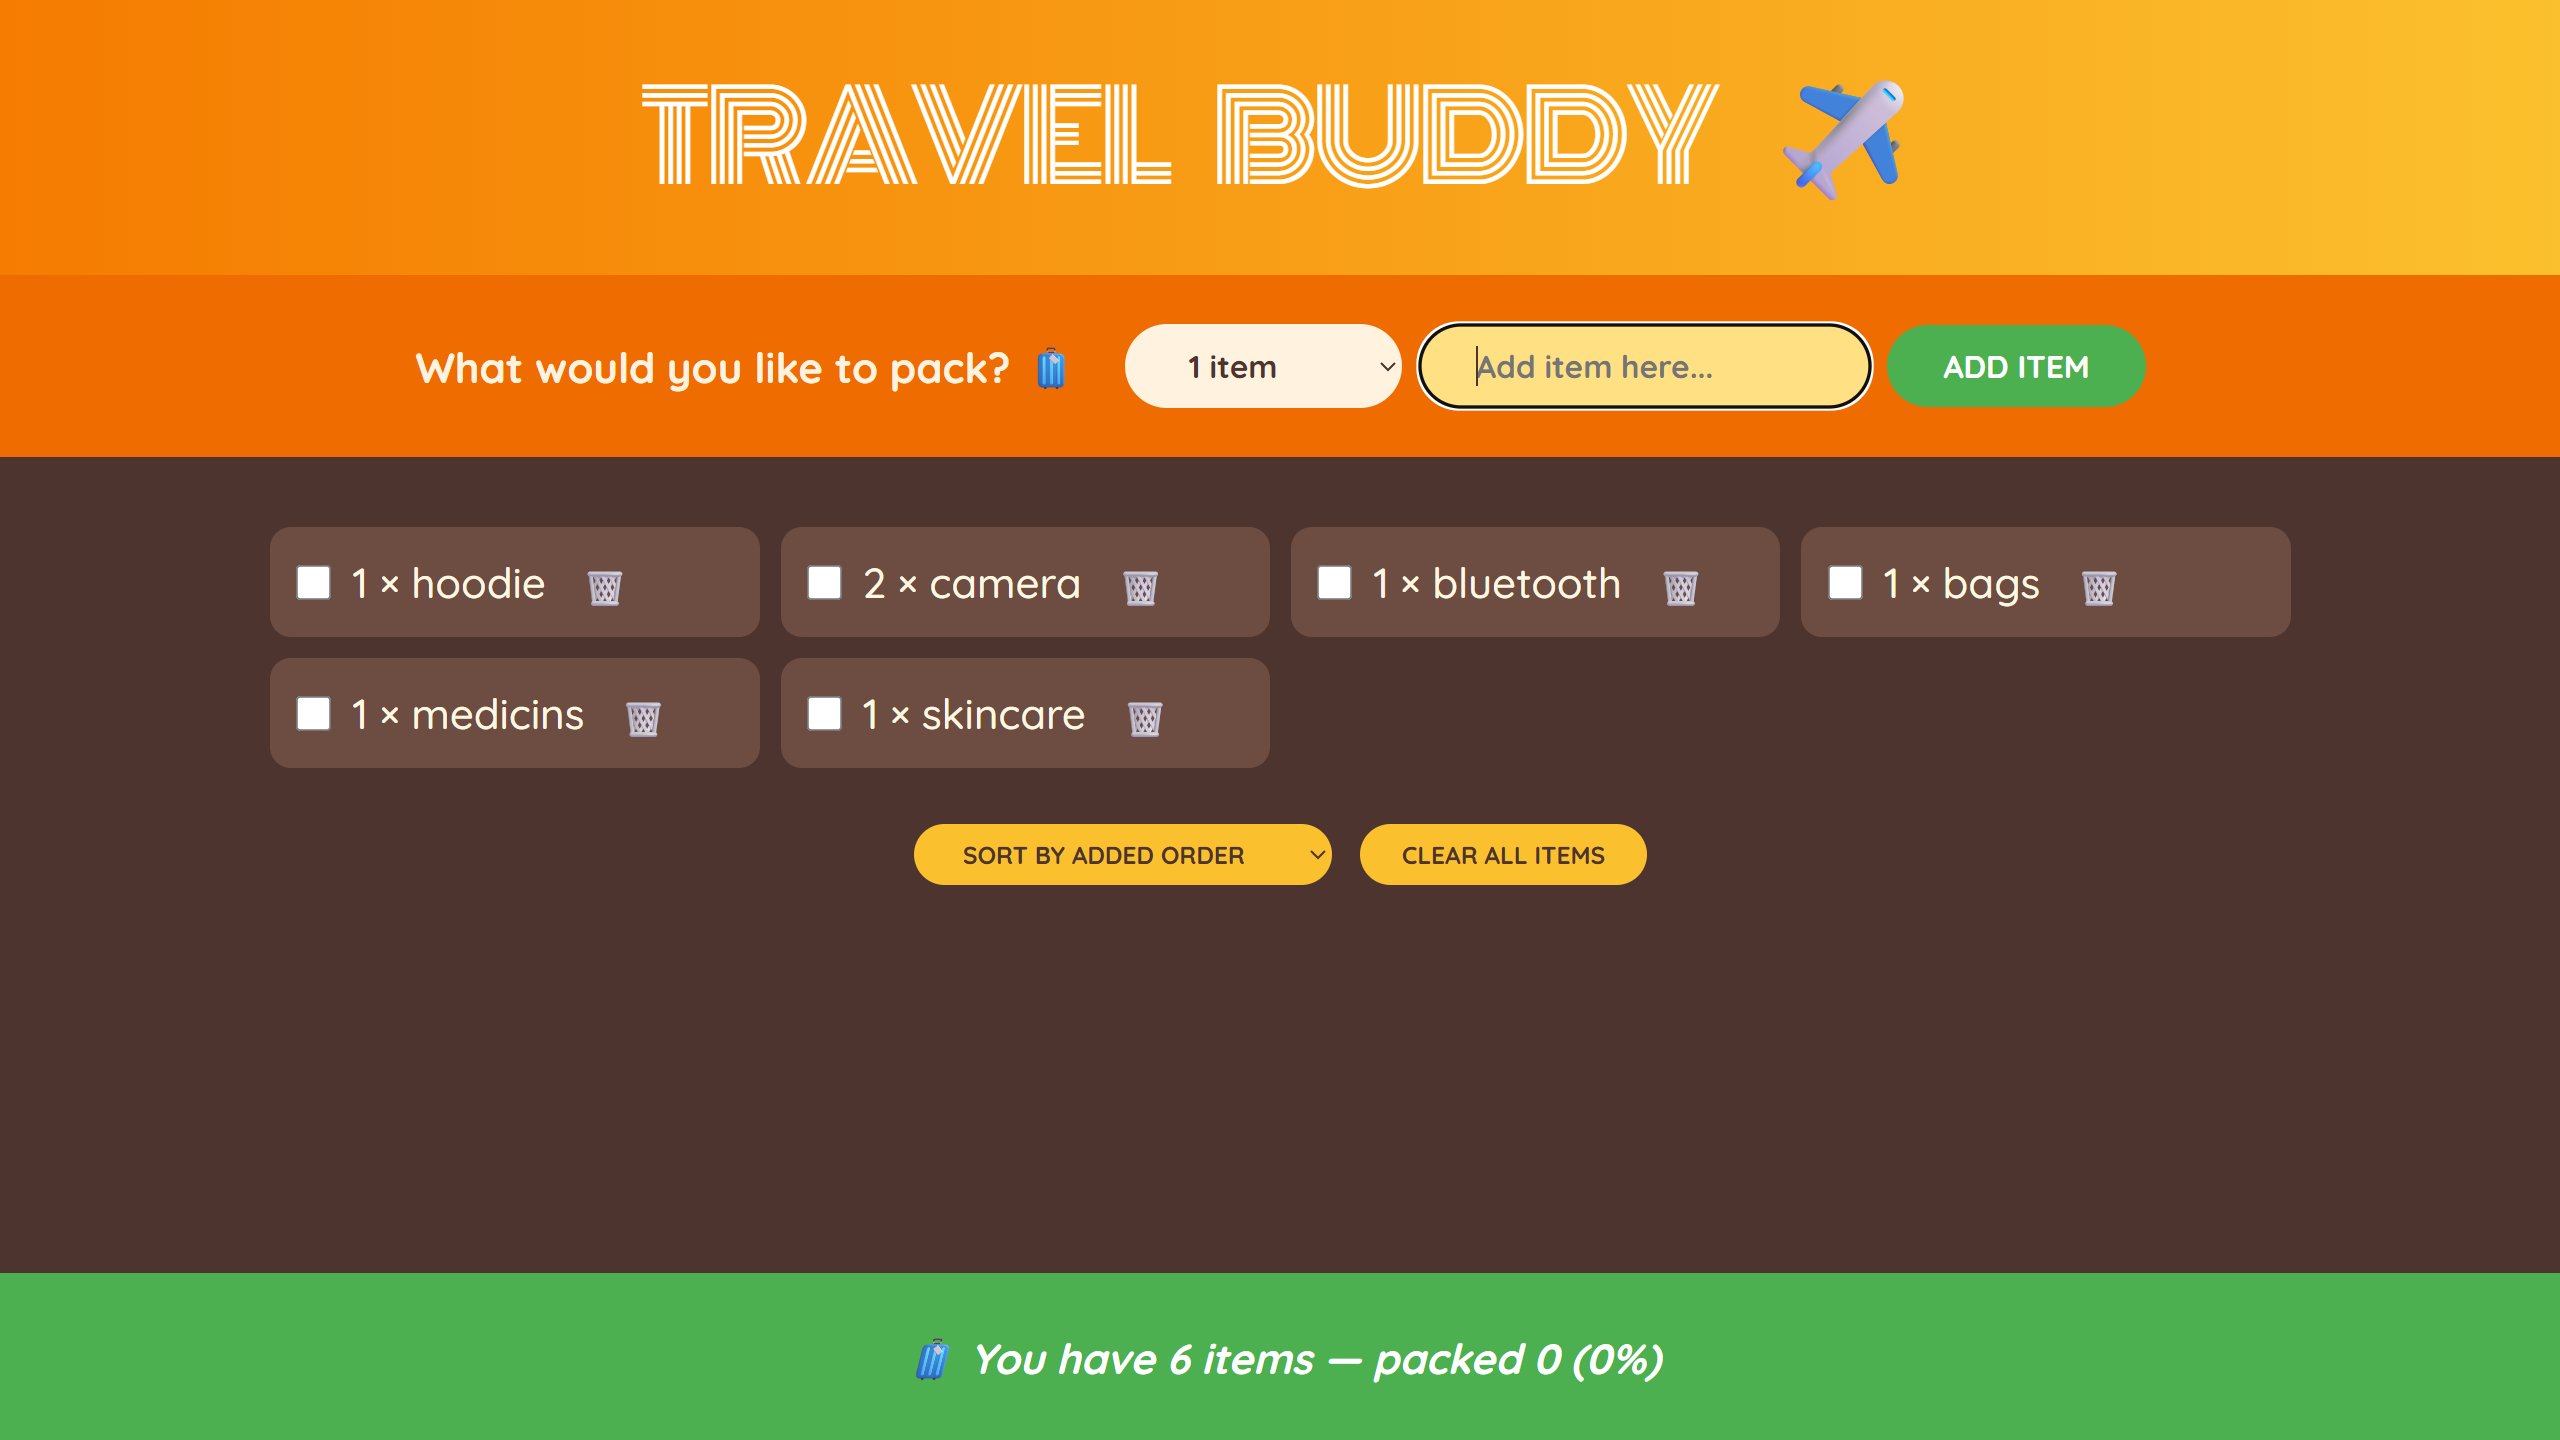 TRAVEL BUDDY
What would you like to pack?
1 item
Add item here...
ADD ITEM
1 × hoodie
2 × camera
1 × bluetooth
1 × bags
1 × medicins
1 × skincare
SORT BY ADDED ORDER
CLEAR ALL ITEMS
You have 6 items — packed 0 (0%)